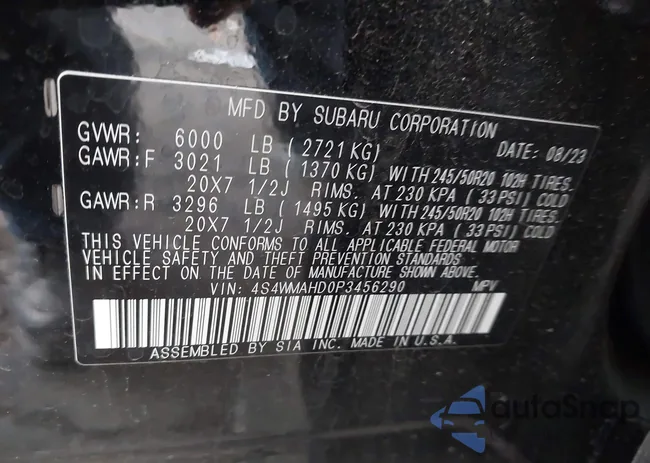 MFD BY SUBARU CORPORATION
GVWR: 6000 LB (2721 KG) DATE: 08/23
GAWR:F 3021 LB (1370 KG) WITH 245/50R20 102H TIRES.
20X7 1/2J RIMS. AT 230 KPA (33 PSI) COLD
GAWR:R 3296 LB (1495 KG) WITH 245/50R20 102H TIRES.
20X7 1/2J RIMS. AT 230 KPA (33 PSI) COLD
THIS VEHICLE CONFORMS TO ALL APPLICABLE FEDERAL MOTOR
VEHICLE SAFETY AND THEFT PREVENTION STANDARDS
IN EFFECT ON THE DATE OF MANUFACTURE SHOWN ABOVE.
VIN: 4S4WMAHD0P3456290 MPV
ASSEMBLED BY SIA INC. MADE IN U.S.A.
autoSnap